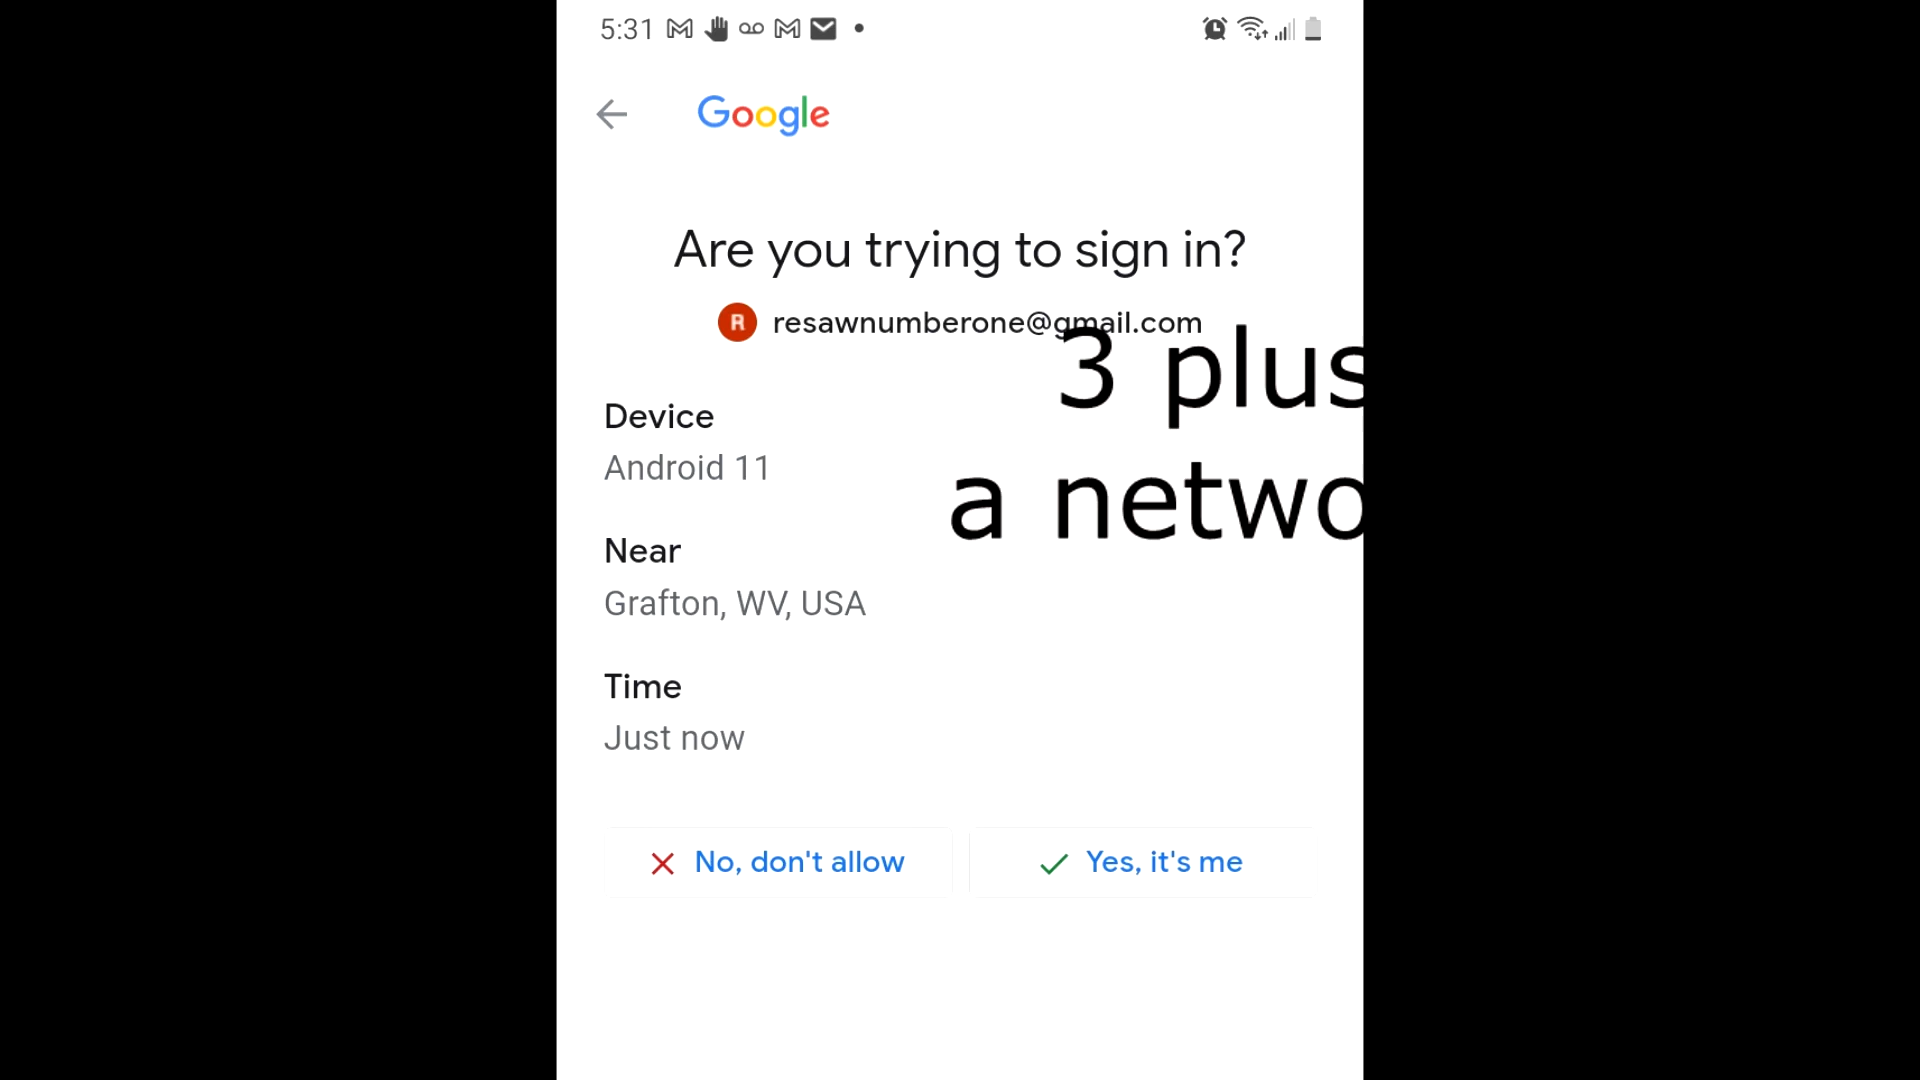 5:31
Google
Are you trying to sign in?
R resawnumberone@gmail.com
3 plus
a netwo
Device
Android 11
Near
Grafton, WV, USA
Time
Just now
No, don't allow
Yes, it's me